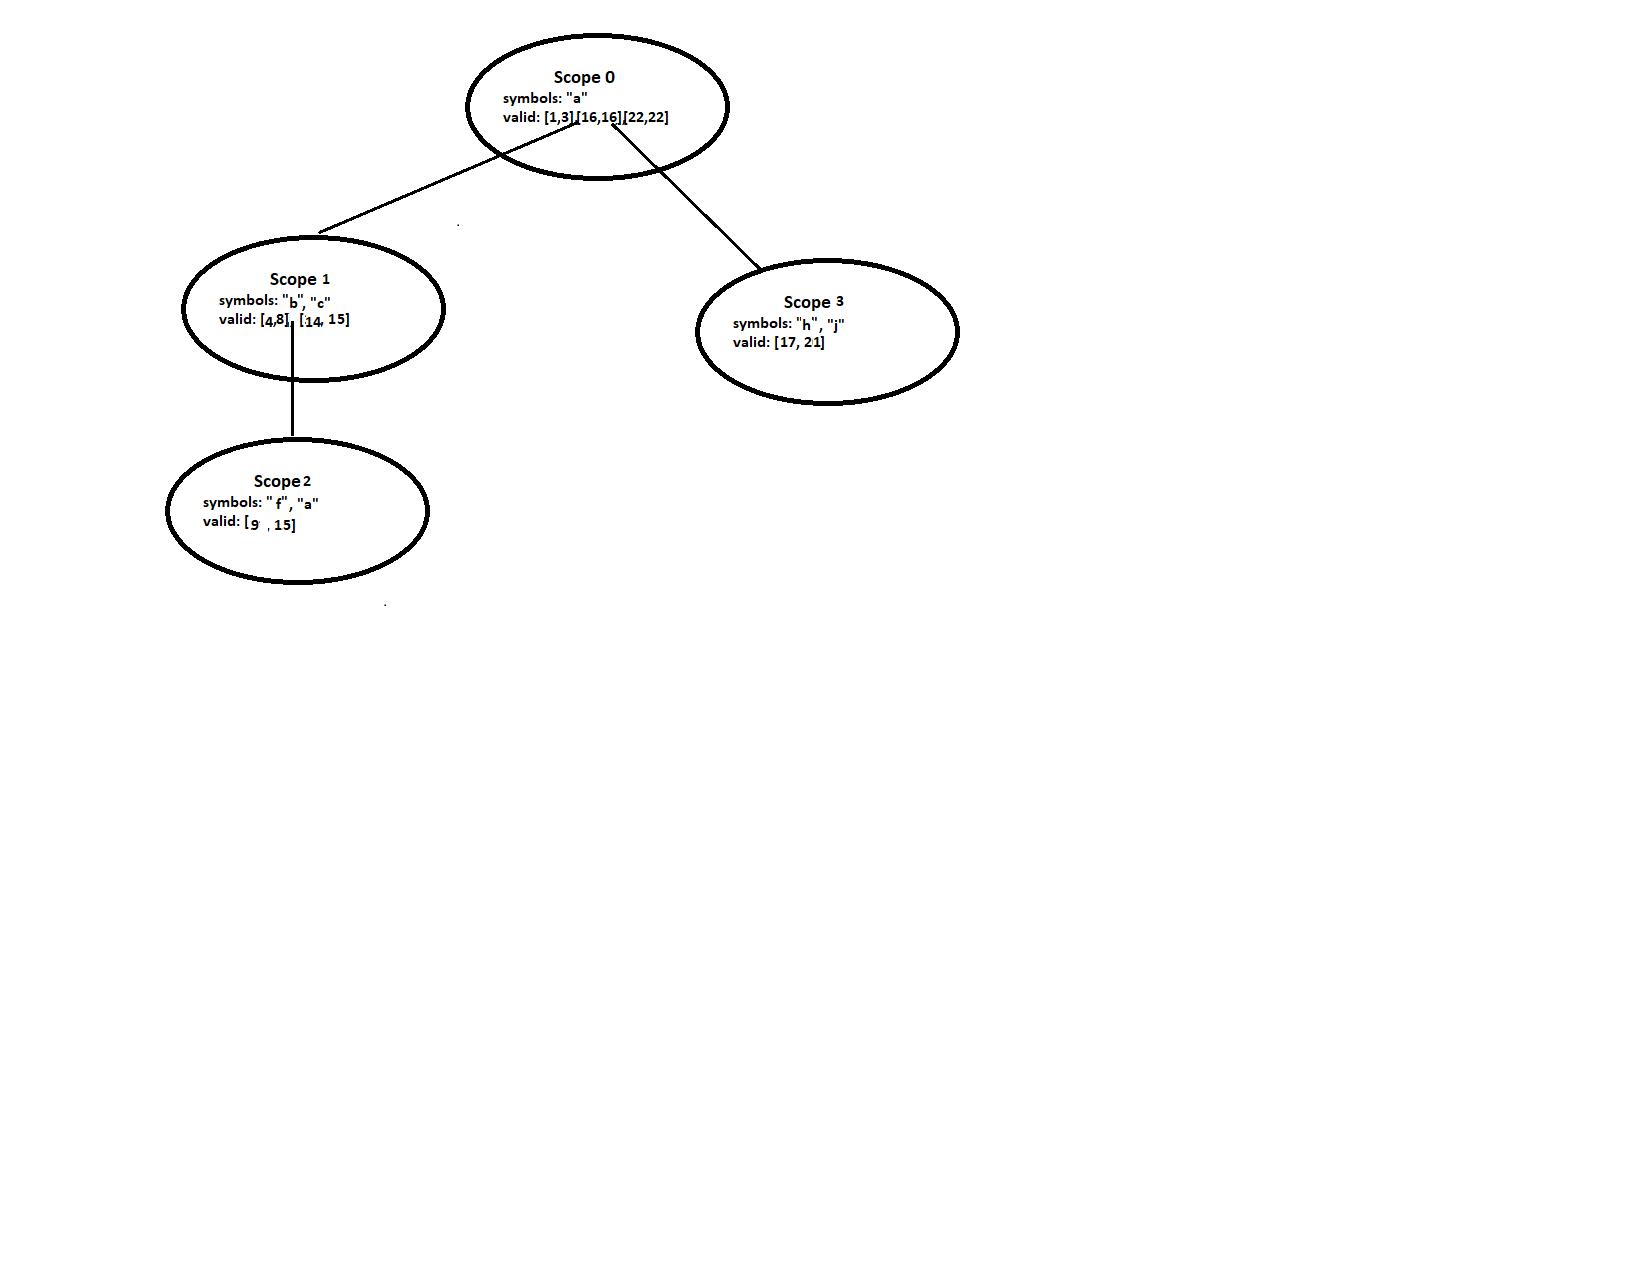 Scope 0
symbols: "a"
valid: [1,3],[16,16],[22,22]
Scope 1
symbols: "b", "c"
valid: [4,8], [14, 15]
Scope 3
symbols: "h", "j"
valid: [17, 21]
Scope 2
symbols: " f", "a"
valid: [9 , 15]